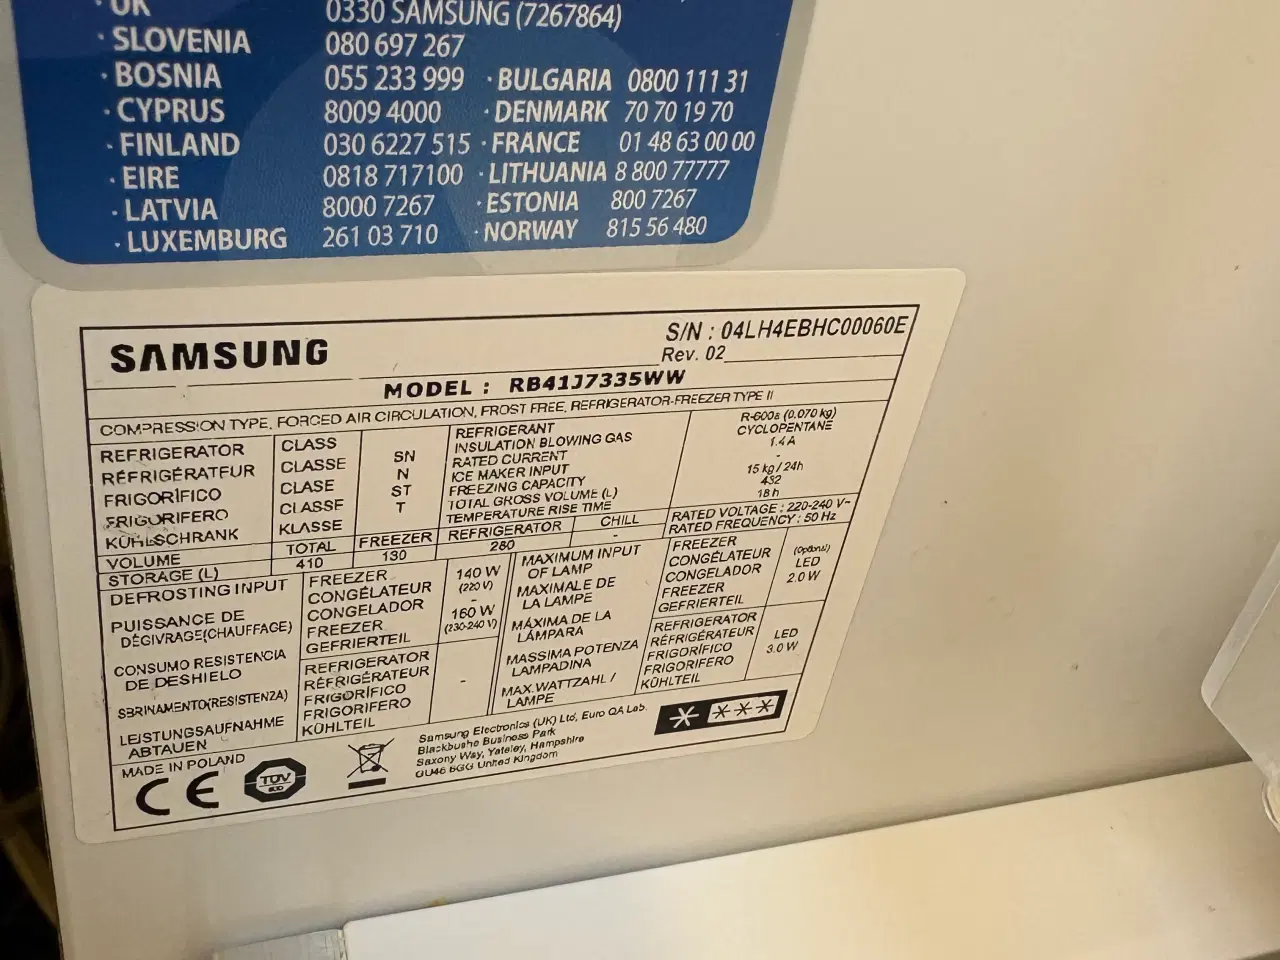 · UK 0330 SAMSUNG (7267864)
· SLOVENIA 080 697 267
· BOSNIA 055 233 999 · BULGARIA 0800 111 31
· CYPRUS 8009 4000 · DENMARK 70 70 19 70
· FINLAND 030 6227 515 · FRANCE 01 48 63 00 00
· EIRE 0818 717100 · LITHUANIA 8 800 77777
· LATVIA 8000 7267 · ESTONIA 800 7267
· LUXEMBURG 261 03 710 · NORWAY 815 56 480
SAMSUNG
S/N : 04LH4EBHC00060E
Rev. 02
MODEL : RB41J7335WW
COMPRESSION TYPE, FORCED AIR CIRCULATION, FROST FREE, REFRIGERATOR-FREEZER TYPE II
REFRIGERATOR
RÉFRIGÉRATEUR
FRIGORÍFICO
FRIGORIFERO
KÜHLSCHRANK
CLASS
CLASSE
CLASE
CLASSE
KLASSE
SN
N
ST
T
REFRIGERANT R-600a (0,070 kg)
INSULATION BLOWING GAS CYCLOPENTANE
RATED CURRENT 1.4 A
ICE MAKER INPUT -
FREEZING CAPACITY 15 kg / 24h
TOTAL GROSS VOLUME (L) 432
TEMPERATURE RISE TIME 18 h
VOLUME
STORAGE (L)
TOTAL
410
FREEZER
130
REFRIGERATOR
280
CHILL
-
RATED VOLTAGE : 220-240 V~
RATED FREQUENCY : 50 Hz
DEFROSTING INPUT
PUISSANCE DE
DÉGIVRAGE(CHAUFFAGE)
CONSUMO RESISTENCIA
DE DESHIELO
SBRINAMENTO(RESISTENZA)
LEISTUNGSAUFNAHME
ABTAUEN
FREEZER
CONGÉLATEUR
CONGELADOR
FREEZER
GEFRIERTEIL
140 W
(220 V)
-
160 W
(230-240 V)
REFRIGERATOR
RÉFRIGÉRATEUR
FRIGORÍFICO
FRIGORIFERO
KÜHLTEIL
-
MAXIMUM INPUT
OF LAMP
MAXIMALE DE
LA LAMPE
MÁXIMA DE LA
LÁMPARA
MASSIMA POTENZA
LAMPADINA
MAX.WATTZAHL /
LAMPE
FREEZER
CONGÉLATEUR
CONGELADOR
FREEZER
GEFRIERTEIL
(Optional)
LED
2.0 W
REFRIGERATOR
RÉFRIGÉRATEUR
FRIGORÍFICO
FRIGORIFERO
KÜHLTEIL
LED
3.0 W
MADE IN POLAND
CE
TÜV
SÜD
Samsung Electronics (UK) Ltd, Euro QA Lab.
Blackbushe Business Park
Saxony Way, Yateley, Hampshire
GU46 6GG United Kingdom